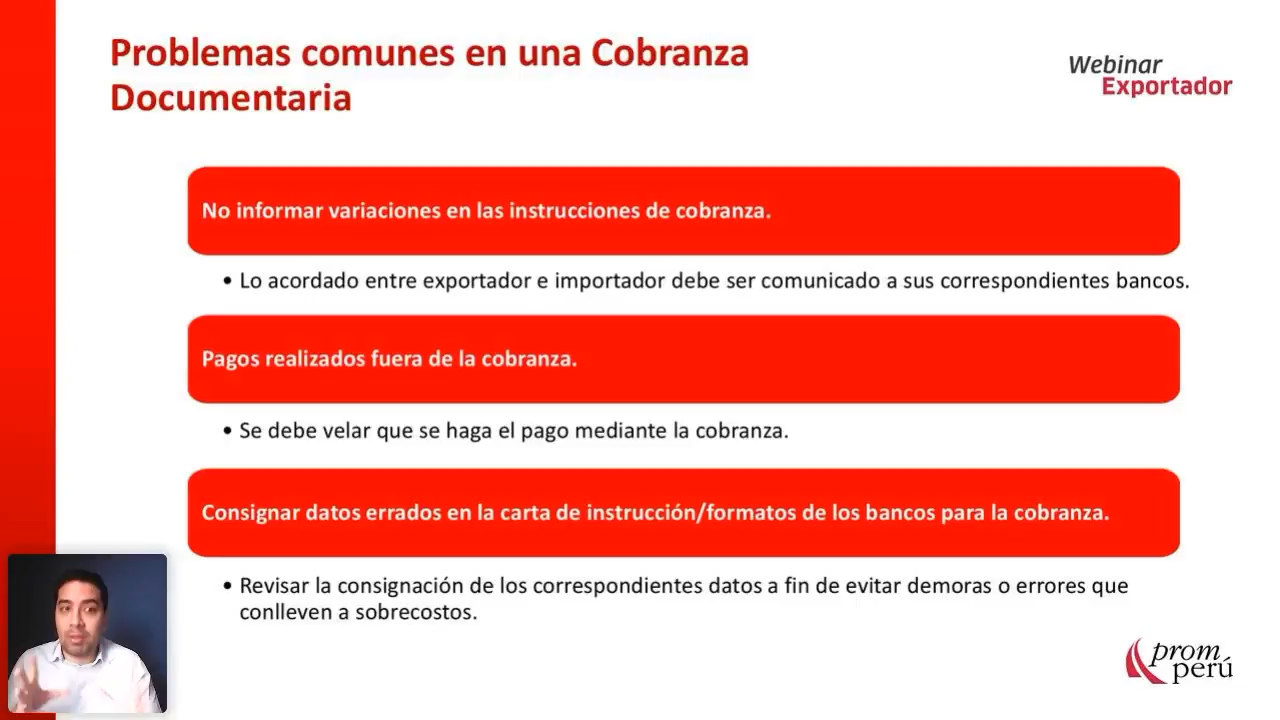 Problemas comunes en una Cobranza
Documentaria
Webinar
Exportador
No informar variaciones en las instrucciones de cobranza.
• Lo acordado entre exportador e importador debe ser comunicado a sus correspondientes bancos.
Pagos realizados fuera de la cobranza.
• Se debe velar que se haga el pago mediante la cobranza.
Consignar datos errados en la carta de instrucción/formatos de los bancos para la cobranza.
• Revisar la consignación de los correspondientes datos a fin de evitar demoras o errores que
conlleven a sobrecostos.
prom
perú